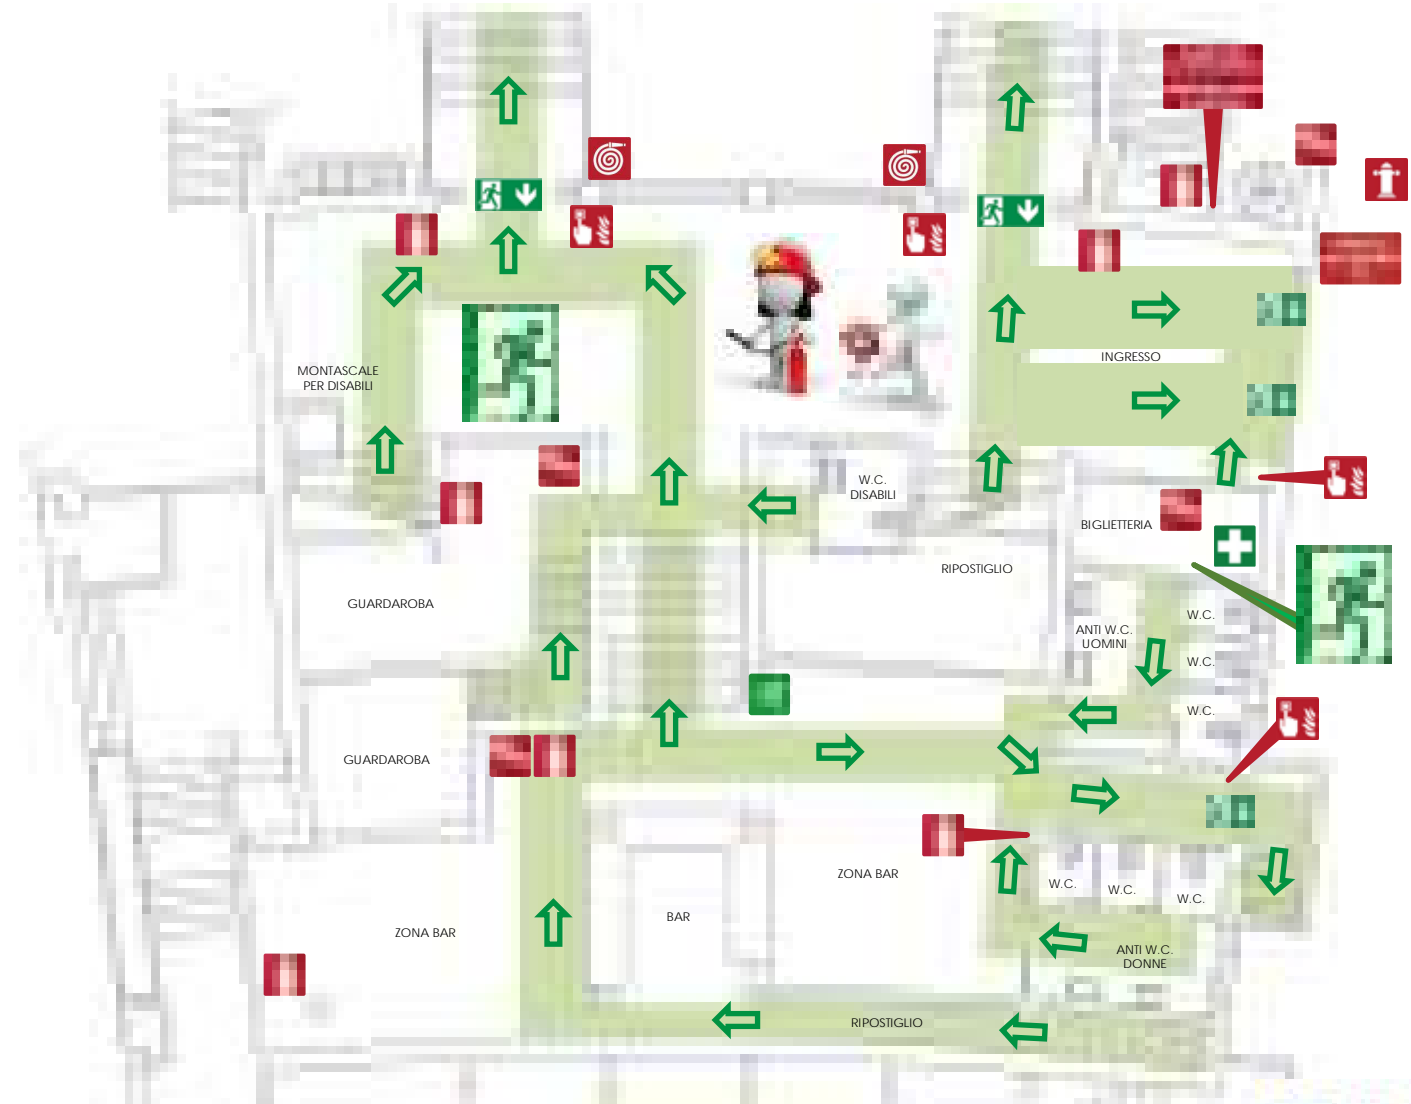 INGRESSO
MONTASCALE
PER DISABILI
W.C.
DISABILI
BIGLIETTERIA
RIPOSTIGLIO
GUARDAROBA
W.C.
ANTI W.C.
UOMINI
W.C.
W.C.
GUARDAROBA
ZONA BAR
W.C.
W.C.
W.C.
BAR
ZONA BAR
ANTI W.C.
DONNE
RIPOSTIGLIO